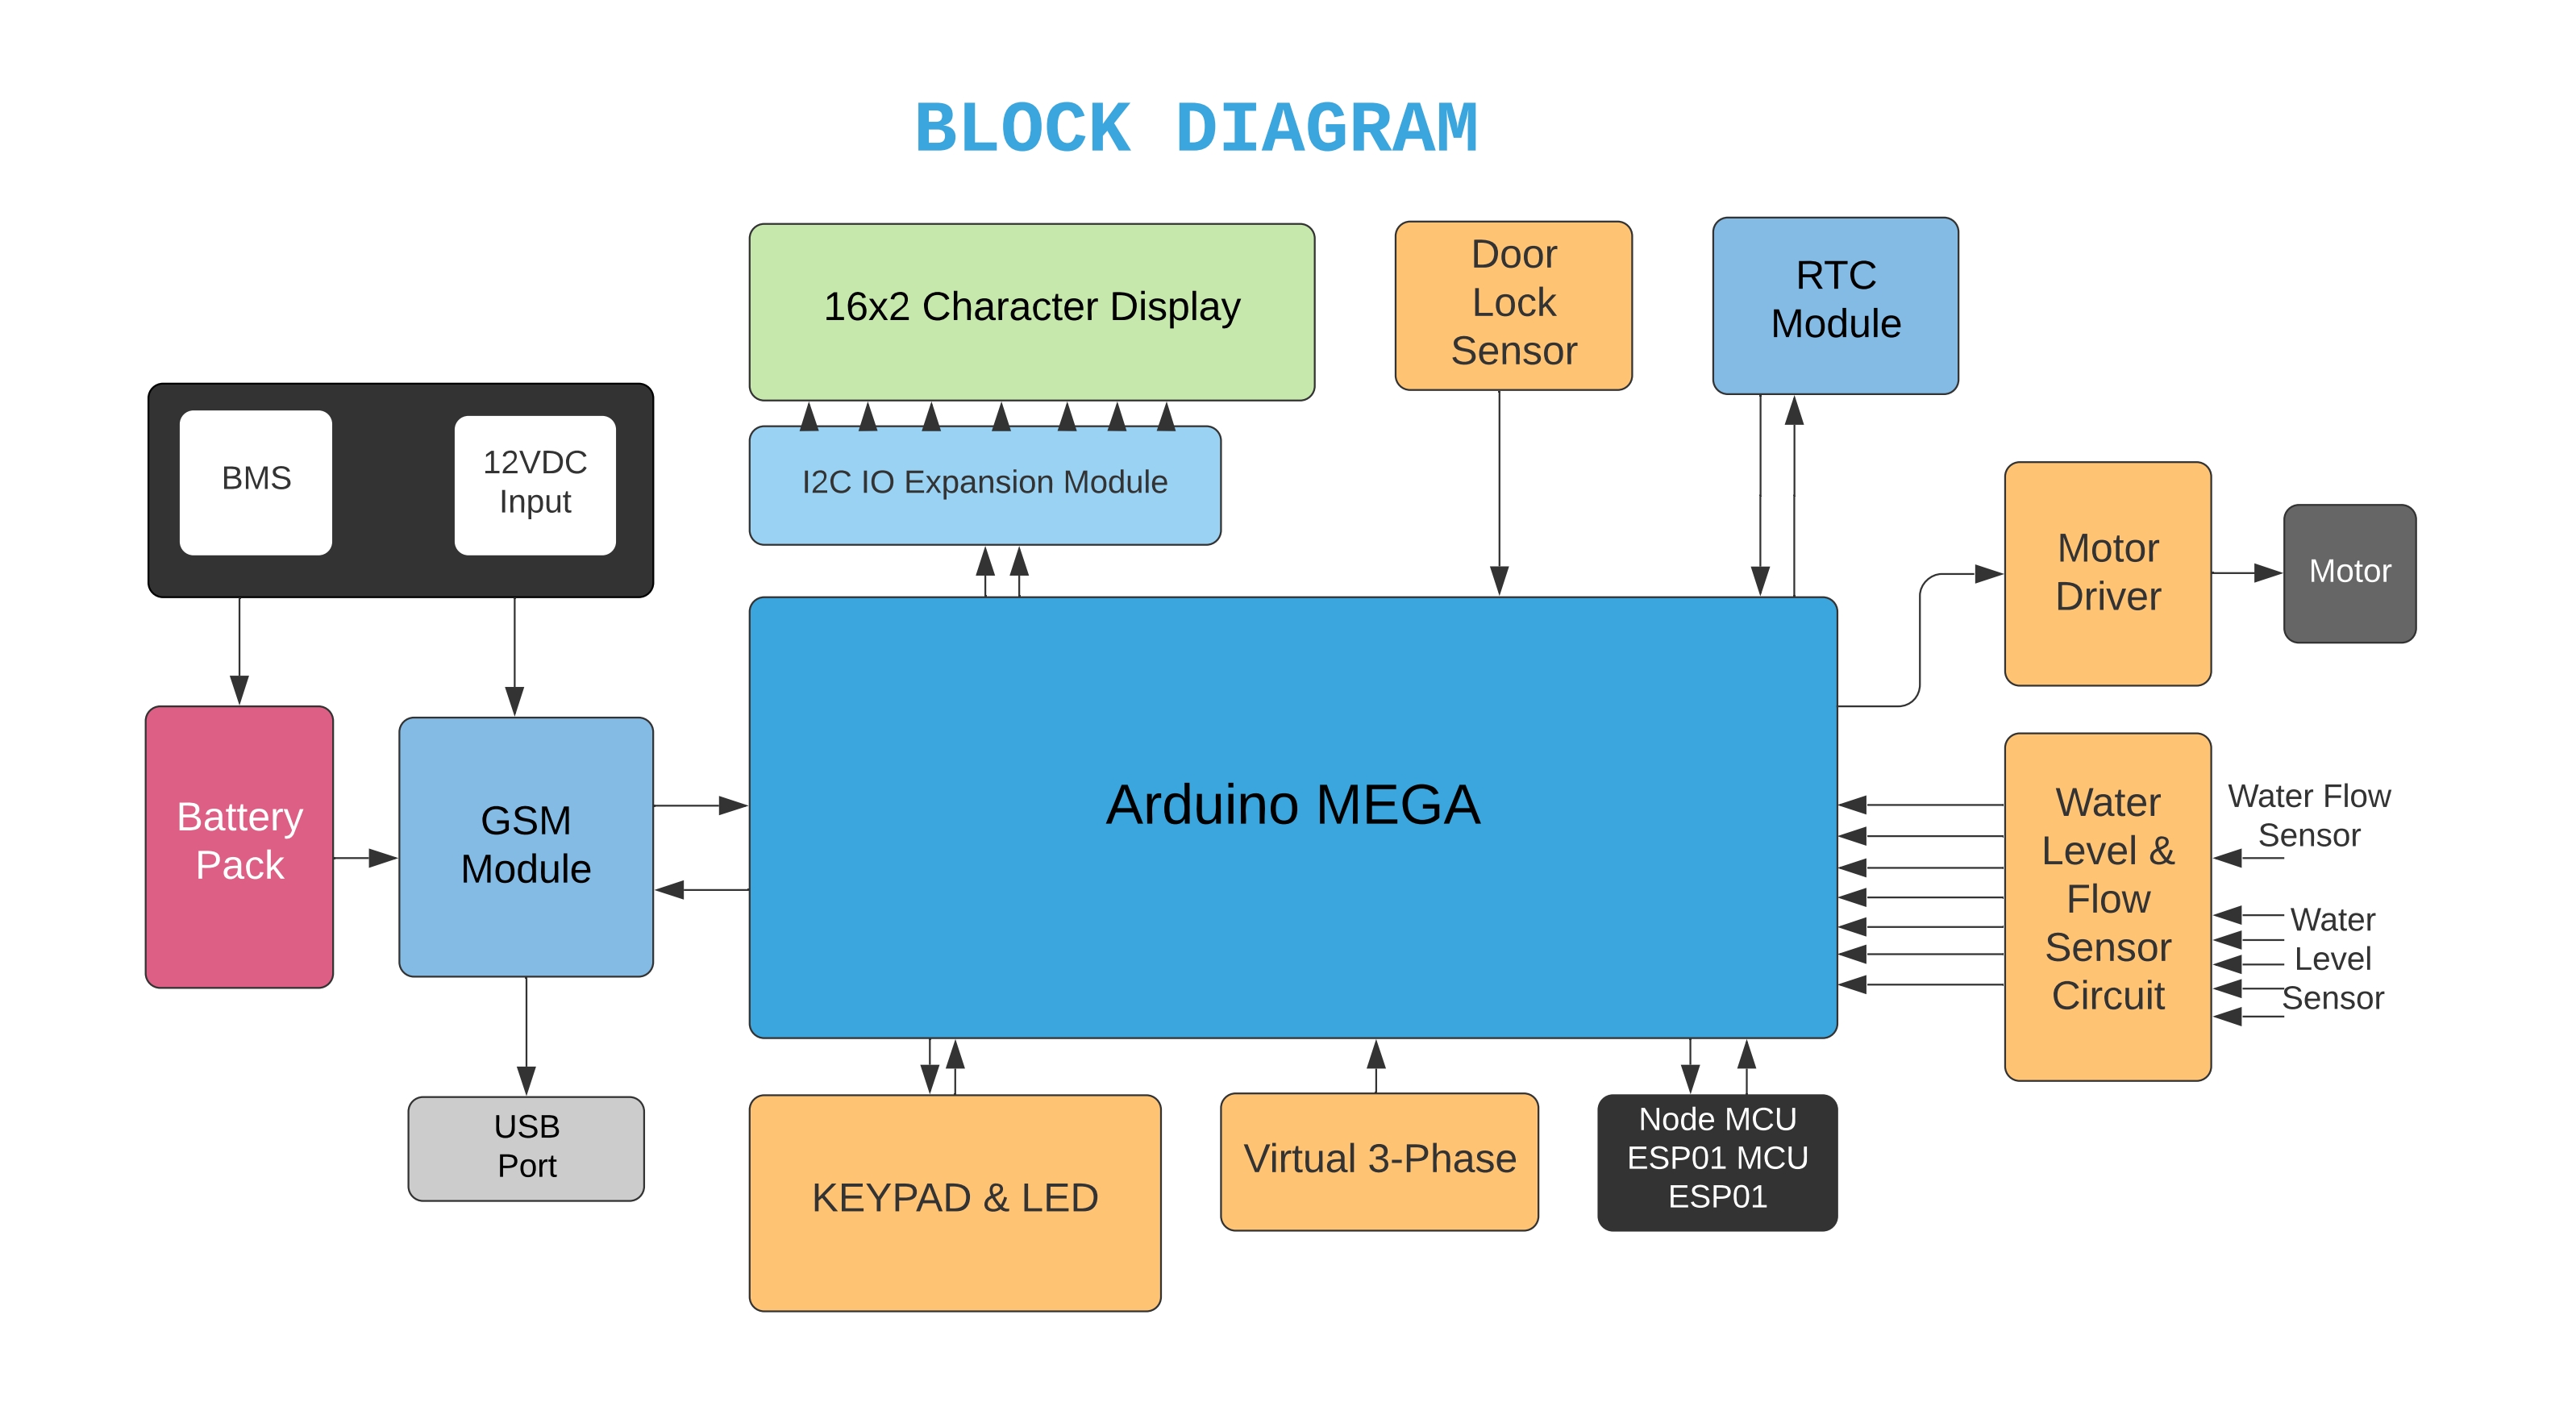 BLOCK DIAGRAM
16x2 Character Display
Door
Lock
Sensor
RTC
Module
BMS
12VDC
Input
I2C IO Expansion Module
Motor
Driver
Motor
Battery
Pack
GSM
Module
Arduino MEGA
Water
Level &
Flow
Sensor
Circuit
Water Flow
Sensor
Water
Level
Sensor
USB
Port
KEYPAD & LED
Virtual 3-Phase
Node MCU
ESP01 MCU
ESP01